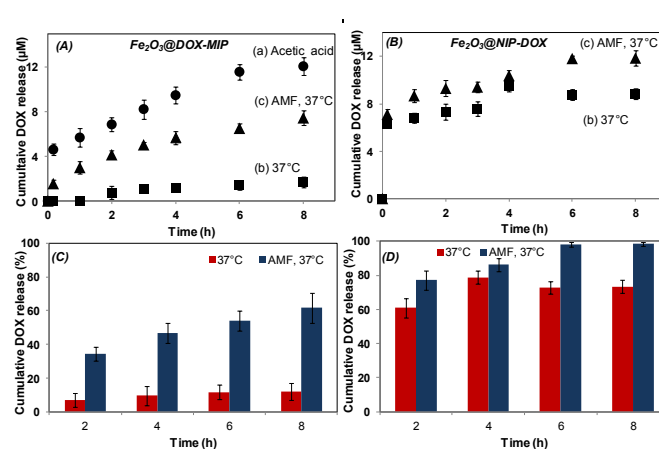 (A)
Fe₂O₃@DOX-MIP
(a) Acetic acid
(c) AMF, 37°C
(b) 37°C
Cumultaive DOX release (µM)
12
8
4
0
0 2 4 6 8
Time (h)
(B)
Fe₂O₃@NIP-DOX
(c) AMF, 37°C
(b) 37°C
Cumulative DOX release (µM)
12
8
4
0
0 2 4 6 8
Time (h)
(C)
37°C AMF, 37°C
Cumulative DOX release (%)
100
80
60
40
20
0
2 4 6 8
Time (h)
(D)
37°C AMF, 37°C
Cumulative DOX release (%)
100
80
60
40
20
0
2 4 6 8
Time (h)